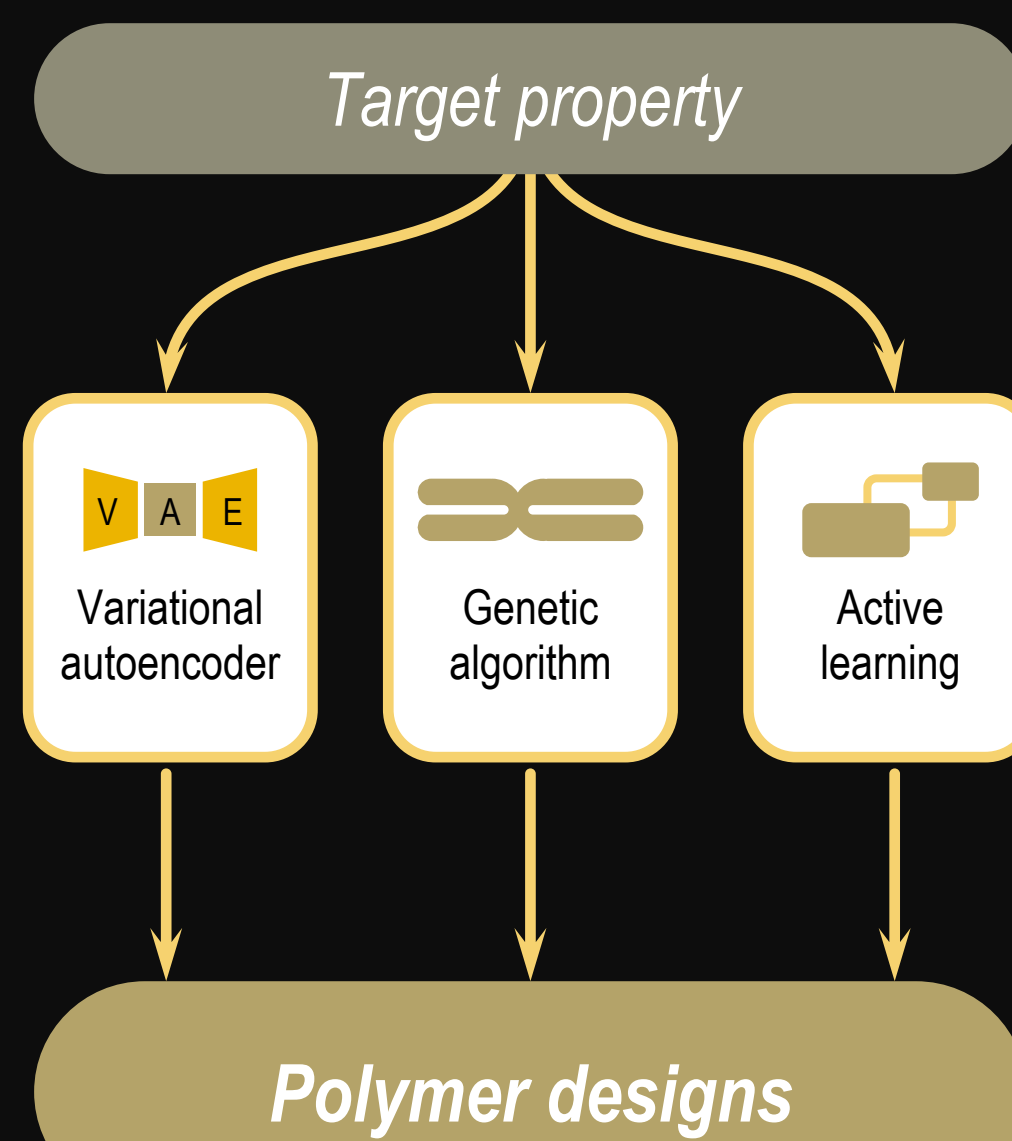 Target property
V A E
Variational
autoencoder
Genetic
algorithm
Active
learning
Polymer designs